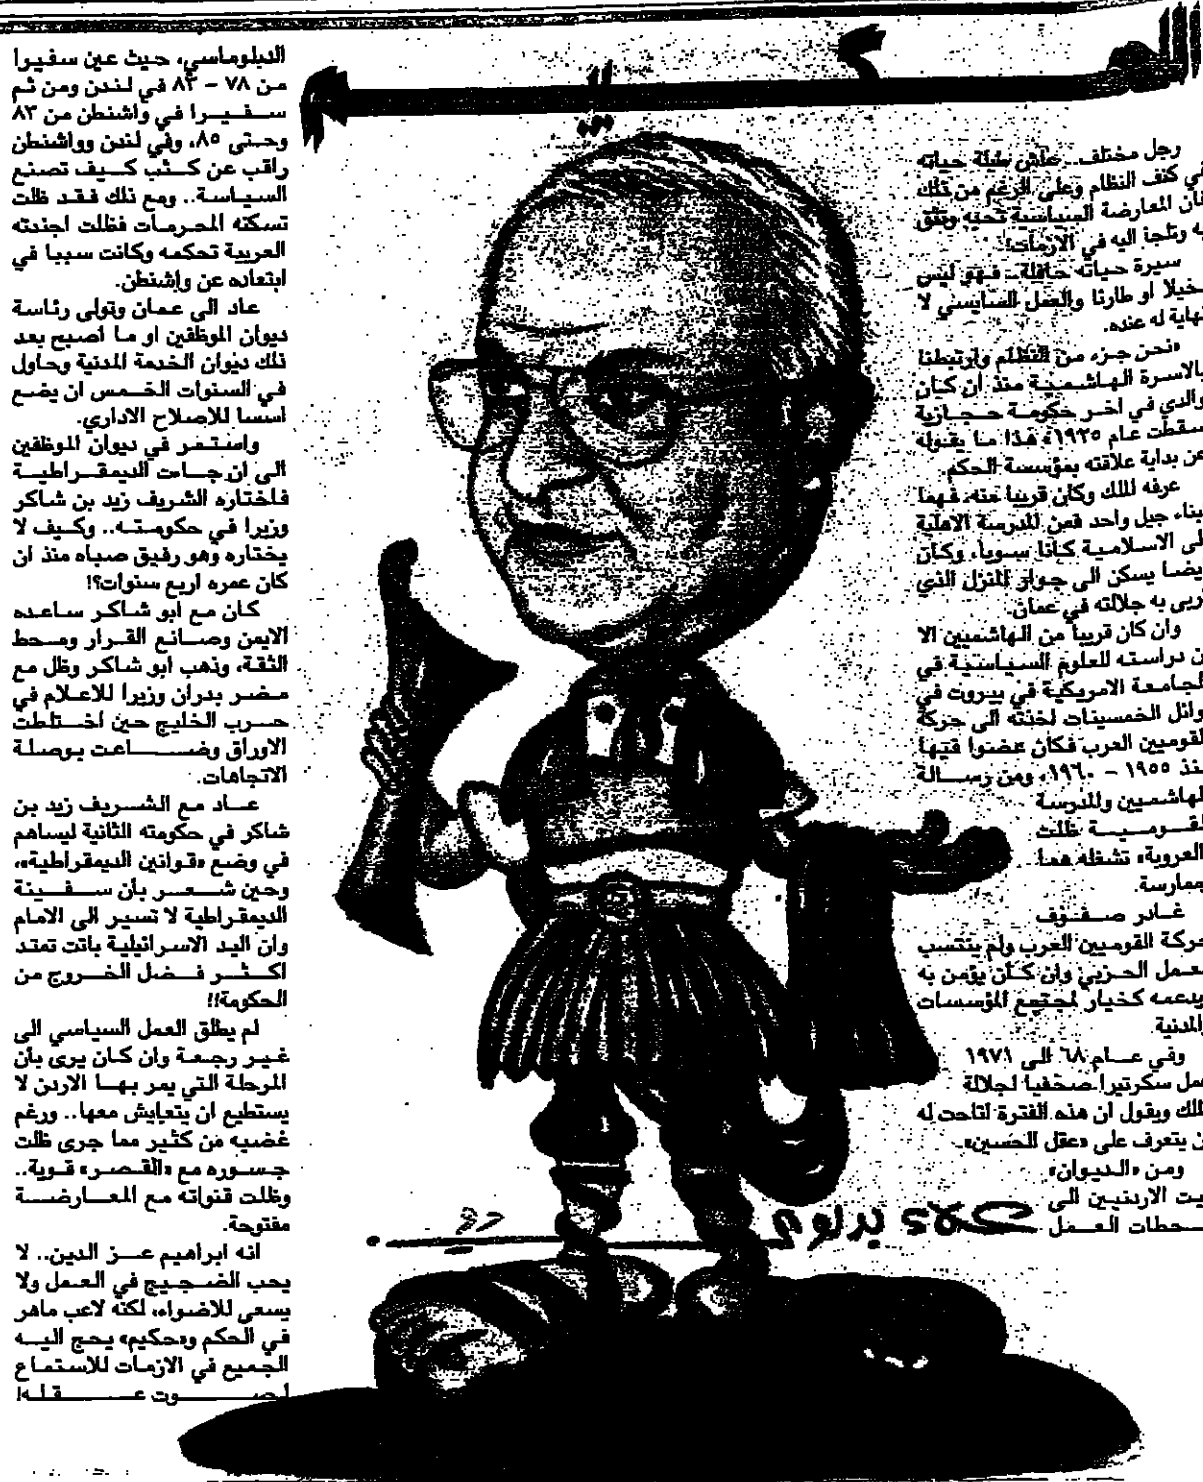 رجل مختلف.. عاش طيلة حياته
في كنف النظام وعلى الرغم من ذلك
فان المعارضة السياسية تحبه وتثق
به وتلجا اليه في الازمات!
سيرة حياته حافلة.. فهو ليس
دخيلا او طارئا والعمل السايسي لا
نهاية له عنده.
«نحن جزء من النظام وارتبطنا
بالاسرة الهاشمية منذ ان كان
والدي في اخر حكومة حجازية
سقطت عام ١٩٢٥» هذا ما يقوله
عن بداية علاقته بمؤسسة الحكم
عرفه الملك وكان قريبا منه، فهما
ابناء جيل واحد فمن المدرسة الاهلية
الى الاسلامية كانا سويا، وكان
ايضا يسكن الى جوار المنزل الذي
تربى به جلالته في عمان.
وان كان قريبا من الهاشميين الا
ان دراسته للعلوم السياسية في
الجامعة الامريكية في بيروت في
اوائل الخمسينات اخذته الى حركة
القوميين العرب فكان عضوا فيها
منذ ١٩٥٥ - ١٩٦٠، ومن رسالة
الهاشميين والمدرسة
القومية ظلت
«العروبة» تشغله هما
وممارسة.
غادر صفوف
حركة القوميين العرب ولم ينتسب
للعمل الحزبي وان كان يؤمن به
ويدعمه كخيار لمجتمع المؤسسات
والمدنية.
وفي عام ٦٨ الى ١٩٧١
عمل سكرتيرا صحفيا لجلالة
الملك ويقول ان هذه الفترة اتاحت له
ان يتعرف على «عقل الحسين».
ومن «الديوان»
بيت الاردنيين الى
محطات العمل
الدبلوماسي، حيث عين سفيرا
من ٧٨ - ٨٣ في لندن ومن ثم
سفيرا في واشنطن من ٨٣
وحتى ٨٥، وفي لندن وواشنطن
راقب عن كثب كيف تصنع
السياسة.. ومع ذلك فقد ظلت
تسكنه المحرمات فظلت اجندته
العربية تحكمه وكانت سببا في
ابتعاده عن واشنطن.
عاد الى عمان وتولى رئاسة
ديوان الموظفين او ما اصبح بعد
ذلك ديوان الخدمة المدنية وحاول
في السنوات الخمس ان يضع
اسسا للاصلاح الاداري.
واستمر في ديوان الموظفين
الى ان جاءت الديمقراطية
فاختاره الشريف زيد بن شاكر
وزيرا في حكومته.. وكيف لا
يختاره وهو رفيق صباه منذ ان
كان عمره اربع سنوات؟!
كان مع ابو شاكر ساعده
الايمن وصانع القرار ومحط
الثقة، وذهب ابو شاكر وظل مع
مضر بدران وزيرا للاعلام في
حرب الخليج حين اختلطت
الاوراق وضاعت بوصلة
الاتجاهات.
عاد مع الشريف زيد بن
شاكر في حكومته الثانية ليساهم
في وضع «قوانين الديمقراطية»،
وحين شعر بأن سفينة
الديمقراطية لا تسير الى الامام
وان اليد الاسرائيلية باتت تمتد
اكثر فضل الخروج من
الحكومة!!
لم يطلق العمل السياسي الى
غير رجعة وان كان يرى بان
المرحلة التي يمر بها الاردن لا
يستطيع ان يتعايش معها.. ورغم
غضبه من كثير مما جرى ظلت
جسوره مع «القصر» قوية..
وظلت قنواته مع المعارضة
مفتوحة.
انه ابراهيم عز الدين.. لا
يحب الضجيج في العمل ولا
يسعى للاضواء، لكنه لاعب ماهر
في الحكم و«حكيم» يحج اليه
الجميع في الازمات للاستماع
لصوت عقله!